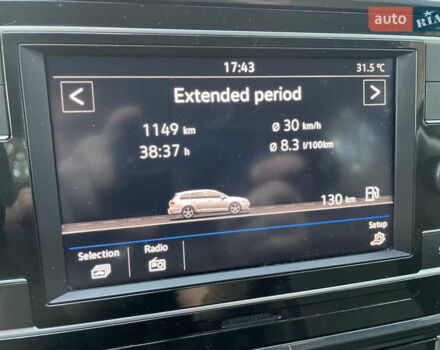 auto RIA
17:43 31.5 °C
< Extended period >
1149 km Ø 30 km/h
38:37 h Ø 8.3 l/100km
130 km
Selection Radio Setup